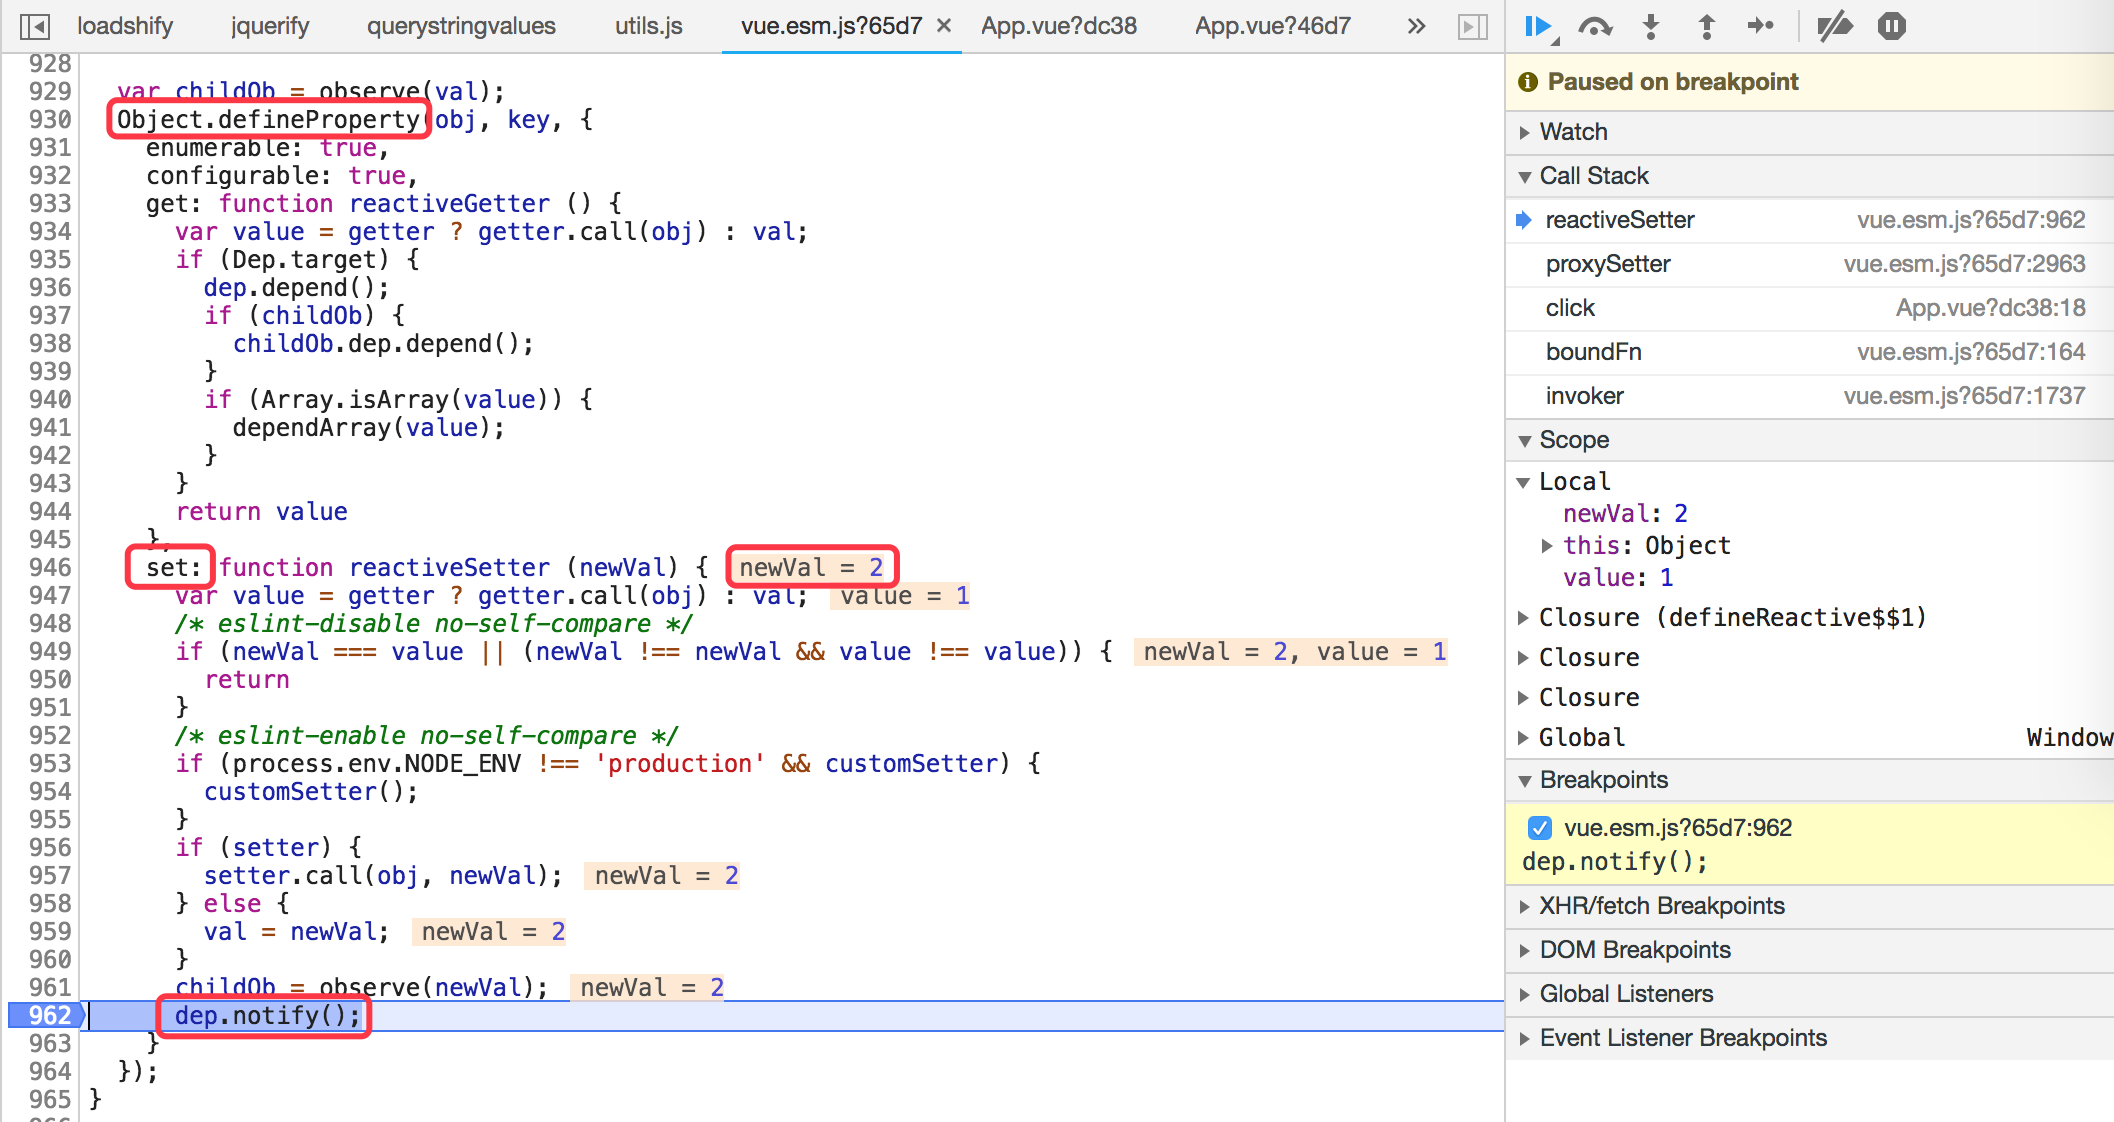 loadshify jquerify querystringvalues utils.js vue.esm.js?65d7 × App.vue?dc38 App.vue?46d7 »
928
929 var childOb = observe(val);
930 Object.defineProperty(obj, key, {
931 enumerable: true,
932 configurable: true,
933 get: function reactiveGetter () {
934 var value = getter ? getter.call(obj) : val;
935 if (Dep.target) {
936 dep.depend();
937 if (childOb) {
938 childOb.dep.depend();
939 }
940 if (Array.isArray(value)) {
941 dependArray(value);
942 }
943 }
944 return value
945 },
946 set: function reactiveSetter (newVal) { newVal = 2
947 var value = getter ? getter.call(obj) : val; value = 1
948 /* eslint-disable no-self-compare */
949 if (newVal === value || (newVal !== newVal && value !== value)) { newVal = 2, value = 1
950 return
951 }
952 /* eslint-enable no-self-compare */
953 if (process.env.NODE_ENV !== 'production' && customSetter) {
954 customSetter();
955 }
956 if (setter) {
957 setter.call(obj, newVal); newVal = 2
958 } else {
959 val = newVal; newVal = 2
960 }
961 childOb = observe(newVal); newVal = 2
962 dep.notify();
963 }
964 });
965 }
Paused on breakpoint
Watch
Call Stack
reactiveSetter vue.esm.js?65d7:962
proxySetter vue.esm.js?65d7:2963
click App.vue?dc38:18
boundFn vue.esm.js?65d7:164
invoker vue.esm.js?65d7:1737
Scope
Local
newVal: 2
this: Object
value: 1
Closure (defineReactive$$1)
Closure
Closure
Global Window
Breakpoints
vue.esm.js?65d7:962
dep.notify();
XHR/fetch Breakpoints
DOM Breakpoints
Global Listeners
Event Listener Breakpoints